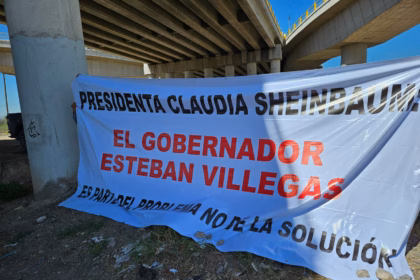 PRESIDENTA CLAUDIA SHEINBAUM.
EL GOBERNADOR
ESTEBAN VILLEGAS
ES PARTE DEL PROBLEMA NO DE LA SOLUCIÓN